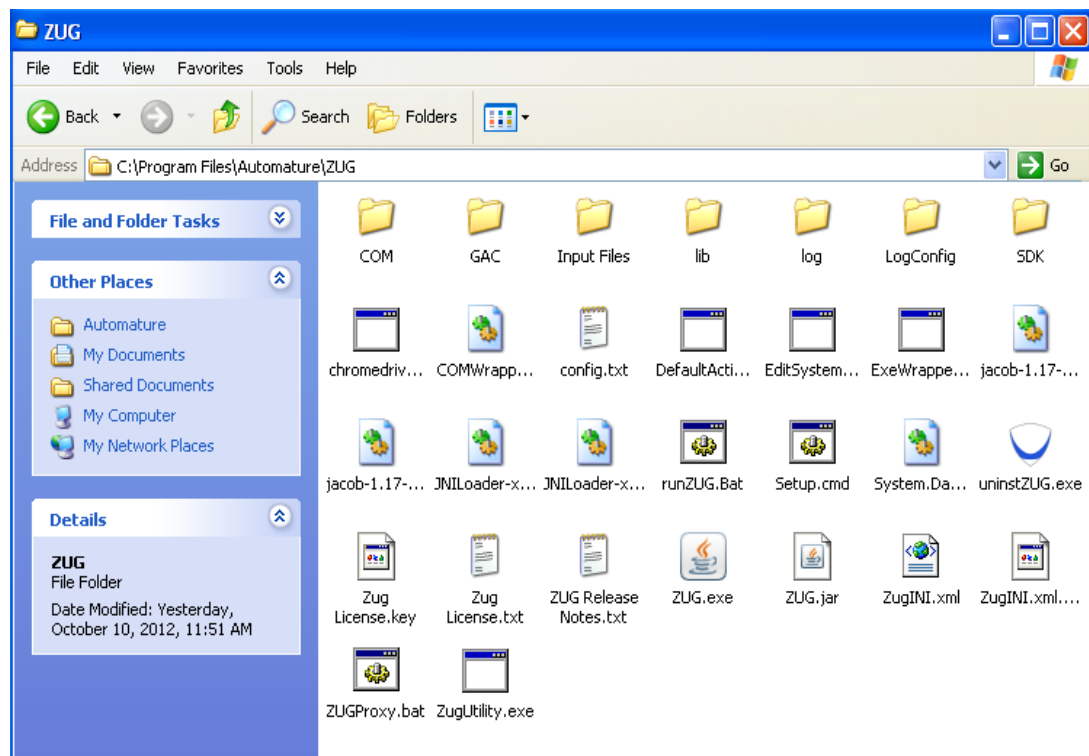 ZUG
File Edit View Favorites Tools Help
Back Search Folders
Address C:\Program Files\Automature\ZUG Go
File and Folder Tasks
Other Places
Automature
My Documents
Shared Documents
My Computer
My Network Places
Details
ZUG
File Folder
Date Modified: Yesterday,
October 10, 2012, 11:51 AM
COM GAC Input Files lib log LogConfig SDK
chromedriv... COMWrapp... config.txt DefaultActi... EditSystem... ExeWrappe... jacob-1.17-...
jacob-1.17-... JNILoader-x... JNILoader-x... runZUG.Bat Setup.cmd System.Da... uninstZUG.exe
Zug License.key Zug License.txt ZUG Release Notes.txt ZUG.exe ZUG.jar ZugINI.xml ZugINI.xml....
ZUGProxy.bat ZugUtility.exe